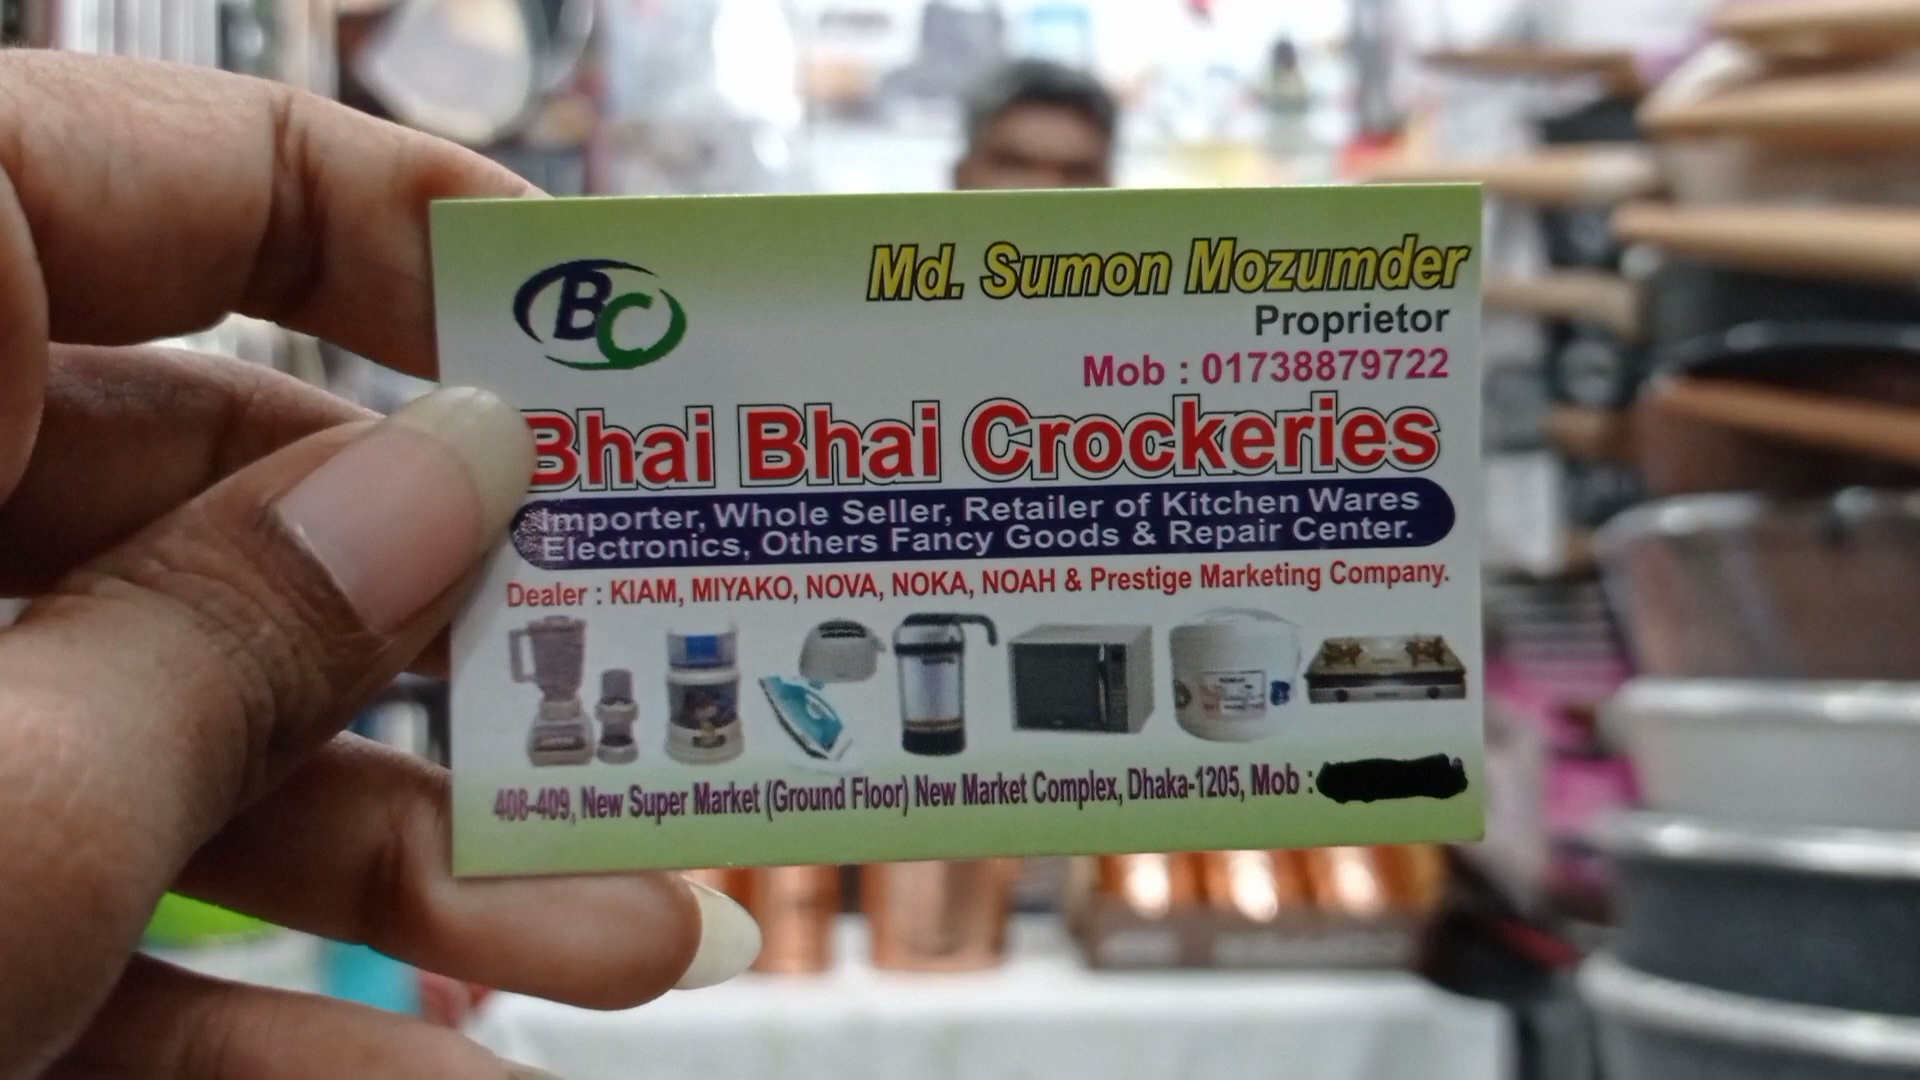 BC
Md. Sumon Mozumder
Proprietor
Mob : 01738879722
Bhai Bhai Crockeries
Importer, Whole Seller, Retailer of Kitchen Wares
Electronics, Others Fancy Goods & Repair Center.
Dealer : KIAM, MIYAKO, NOVA, NOKA, NOAH & Prestige Marketing Company.
408-409, New Super Market (Ground Floor) New Market Complex, Dhaka-1205, Mob :